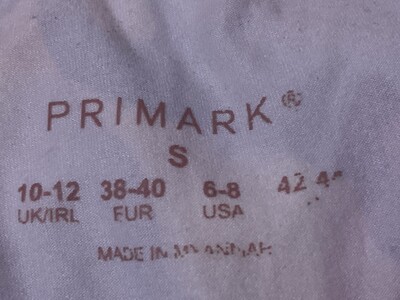 PRIMARK®
S
10-12 38-40 6-8 42
UK/IRL EUR USA
MADE IN MYANMAR